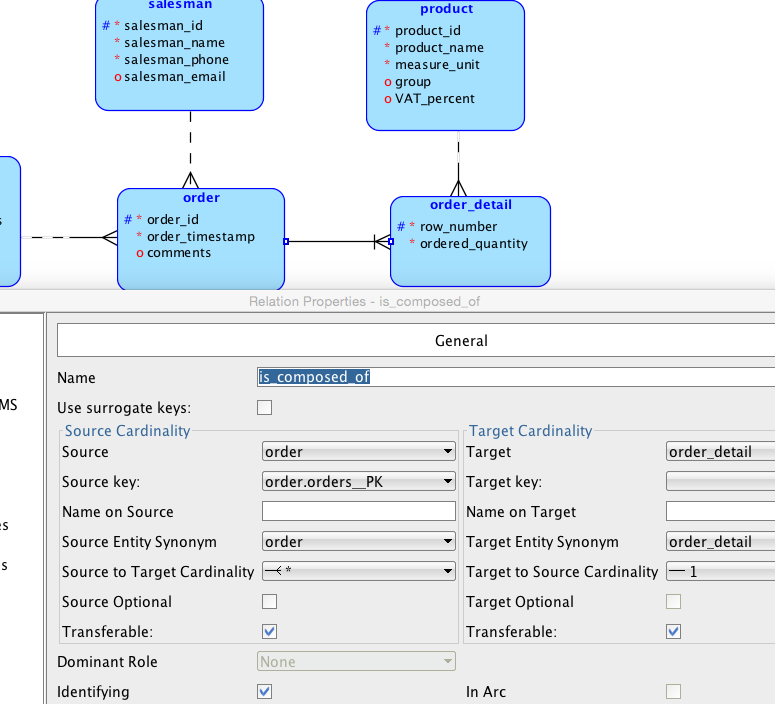 salesman
# * salesman_id
* salesman_name
* salesman_phone
o salesman_email
product
# * product_id
* product_name
* measure_unit
o group
o VAT_percent
s
order
# * order_id
* order_timestamp
o comments
order_detail
# * row_number
* ordered_quantity
Relation Properties - is_composed_of
General
Name is_composed_of
MS
Use surrogate keys:
Source Cardinality Target Cardinality
Source order Target order_detail
Source key: order.orders__PK Target key:
Name on Source Name on Target
es
Source Entity Synonym order Target Entity Synonym order_detail
s
Source to Target Cardinality * Target to Source Cardinality 1
Source Optional Target Optional
Transferable: Transferable:
Dominant Role None
Identifying In Arc